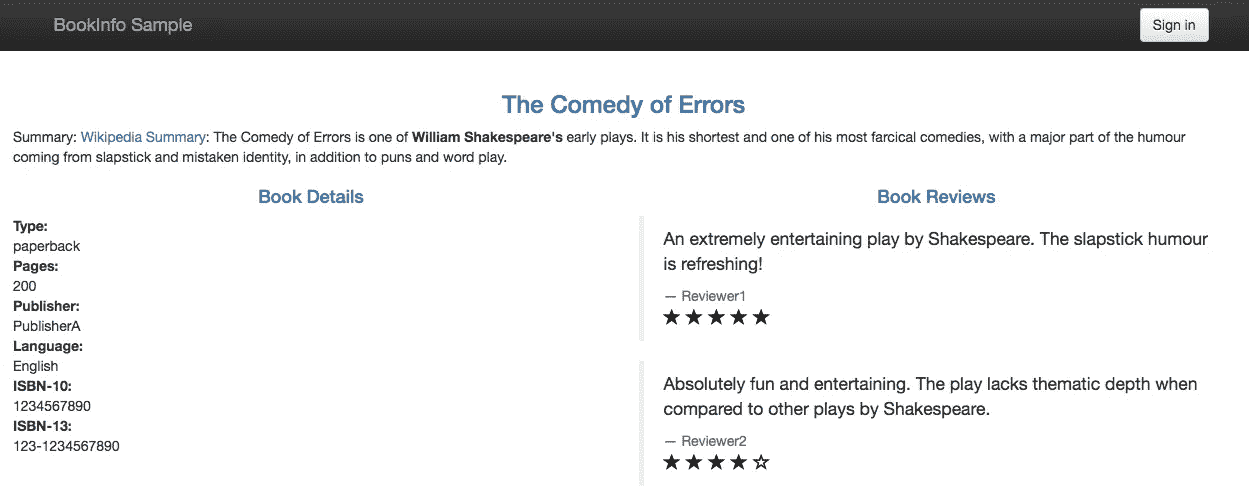 BookInfo Sample
Sign in
The Comedy of Errors
Summary: Wikipedia Summary: The Comedy of Errors is one of William Shakespeare's early plays. It is his shortest and one of his most farcical comedies, with a major part of the humour
coming from slapstick and mistaken identity, in addition to puns and word play.
Book Details
Type:
paperback
Pages:
200
Publisher:
PublisherA
Language:
English
ISBN-10:
1234567890
ISBN-13:
123-1234567890
Book Reviews
An extremely entertaining play by Shakespeare. The slapstick humour
is refreshing!
— Reviewer1
★ ★ ★ ★ ★
Absolutely fun and entertaining. The play lacks thematic depth when
compared to other plays by Shakespeare.
— Reviewer2
★ ★ ★ ★ ☆